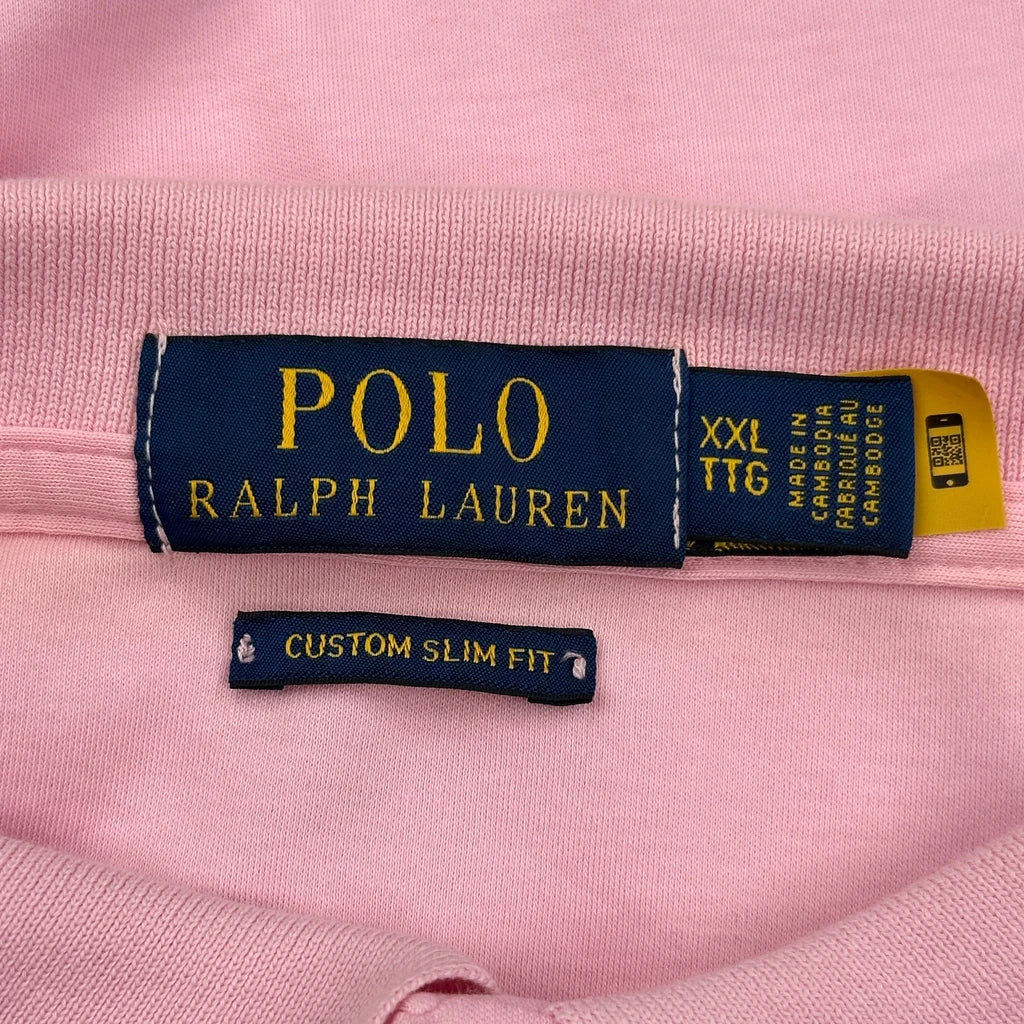 POLO
RALPH LAUREN
XXL
TTG
MADE IN
CAMBODIA
FABRIQUÉ AU
CAMBODGE
CUSTOM SLIM FIT